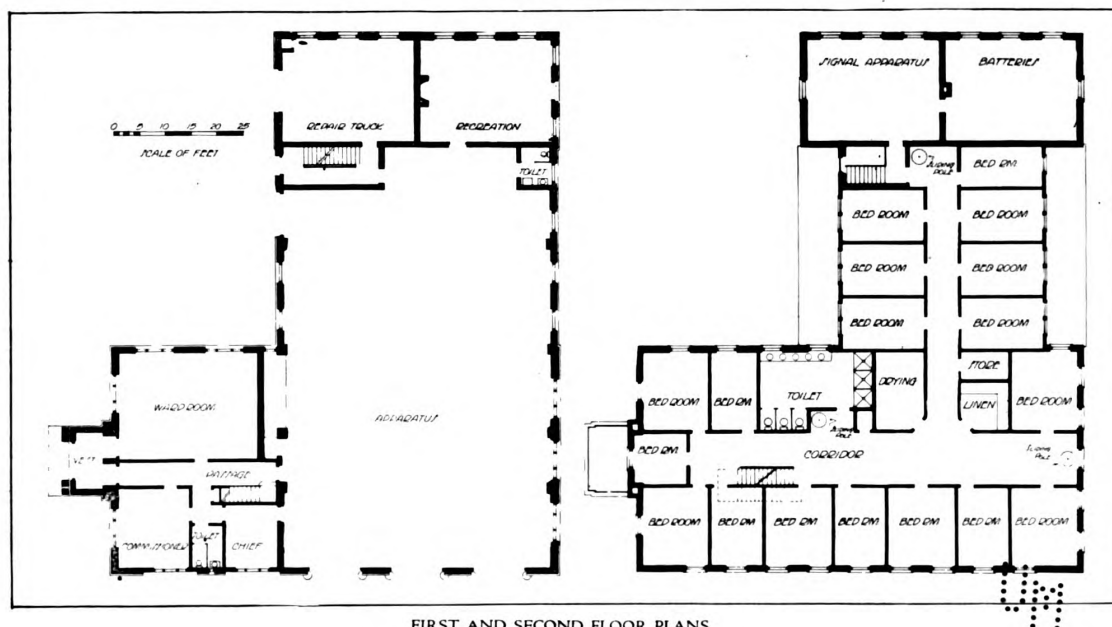 REPAIR TRUCK
RECREATION
0 5 10 15 20 25
SCALE OF FEET
TOILET
WARD ROOM
APPARATUS
VEST.
PASSAGE
COMMISSIONER
TOILET
CHIEF
SIGNAL APPARATUS
BATTERIES
SLIDING
POLE
BED RM.
BED ROOM
BED ROOM
BED ROOM
BED ROOM
BED ROOM
BED ROOM
STORE
DRYING
TOILET
BED ROOM
BED RM.
LINEN
BED ROOM
SLIDING
POLE
BED RM.
CORRIDOR
SLIDING
POLE
BED ROOM
BED RM.
BED RM.
BED RM.
BED ROOM
BED RM.
BED ROOM
FIRST AND SECOND FLOOR PLANS